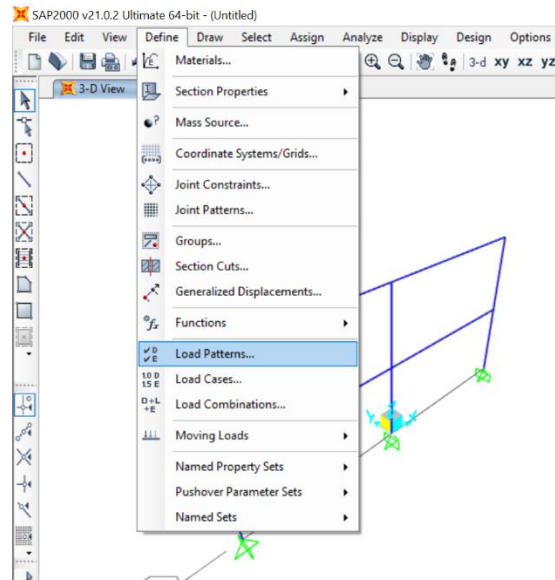 SAP2000 v21.0.2 Ultimate 64-bit - (Untitled)
File Edit View Define Draw Select Assign Analyze Display Design Options
3-d xy xz yz
3-D View
Materials...
Section Properties
Mass Source...
Coordinate Systems/Grids...
Joint Constraints...
Joint Patterns...
Groups...
Section Cuts...
Generalized Displacements...
Functions
Load Patterns...
Load Cases...
Load Combinations...
Moving Loads
Named Property Sets
Pushover Parameter Sets
Named Sets